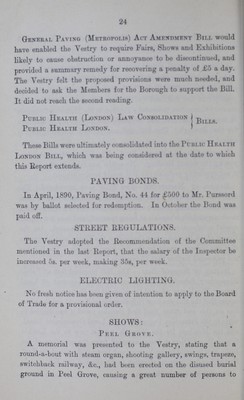 24
GENERAL PAVING (METROPOLIS) ACT AMENDMENT BILL would
have enabled the Vestry to require Fairs, Shows and Exhibitions
likely to cause obstruction or annoyance to be discontinued, and
provided a summary remedy for recovering a penalty of £5 a day.
The Vestry felt the proposed provisions were much needed, and
decided to ask the Members for the Borough to support the Bill.
It did not reach the second reading.
PUBLIC HEALTH (LONDON) LAW CONSOLIDATION } BILLS.
PUBLIC HEALTH LONDON.
These Bills were ultimately consolidated into the PUBLIC HEALTH
LONDON BILL, which was being considered at the date to which
this Report extends.
PAVING BONDS.
In April, 1890, Paving Bond, No. 44 for £500 to Mr. Purssord
was by ballot selected for redemption. In October the Bond was
paid off.
STREET REGULATIONS.
The Vestry adopted the Recommendation of the Committee
mentioned in the last Report, that the salary of the Inspector be
increased 5s. per week, making 35s. per week.
ELECTRIC LIGHTING.
No fresh notice has been given of intention to apply to the Board
of Trade for a provisional order.
SHOWS:
PEEL GROVE.
A memorial was presented to the Vestry, stating that a
round-a-bout with steam organ, shooting gallery, swings, trapeze,
switchback railway, &c., had been erected on the disused burial
ground in Peel Grove, causing a great number of persons to